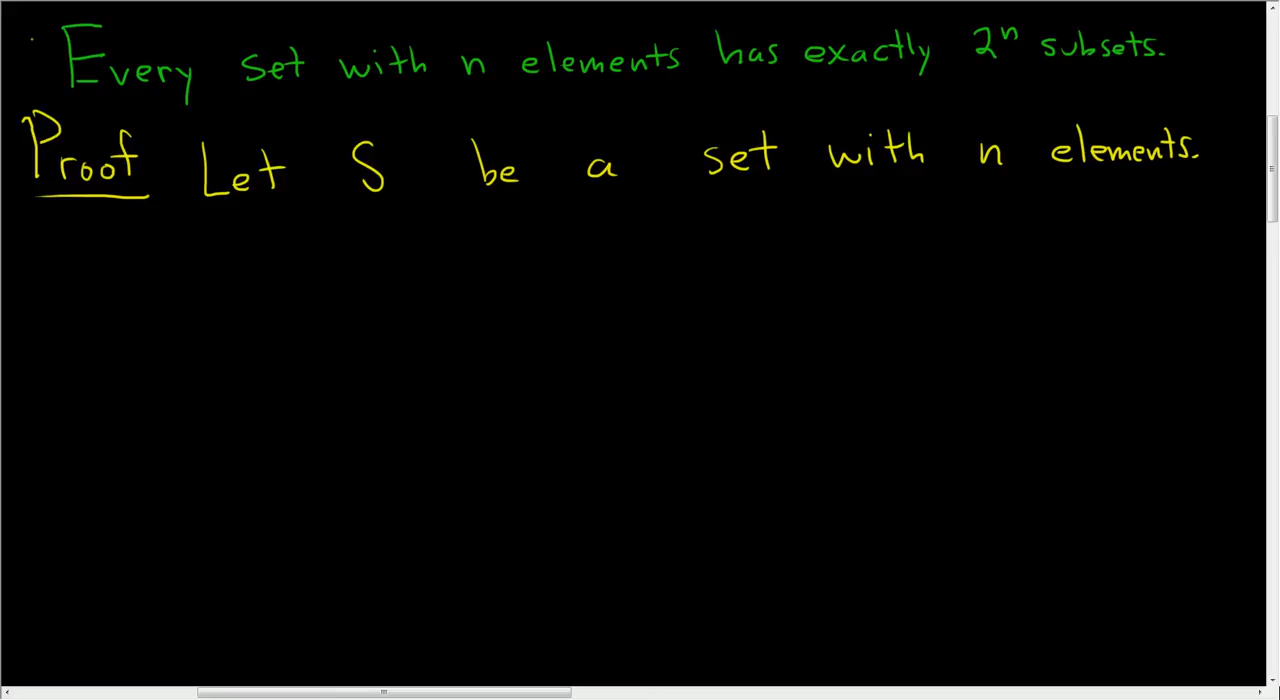 Every set with n elements has exactly 2ⁿ subsets.
Proof Let S be a set with n elements.